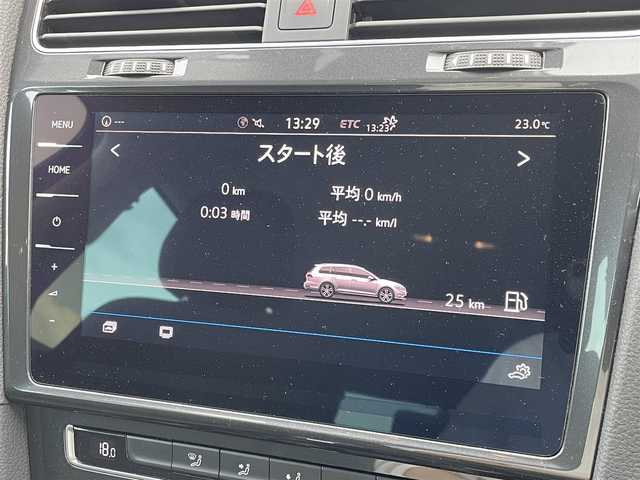 MENU
--- 13:29 ETC 13:23 23.0℃
HOME
スタート後
0 km 平均 0 km/h
0:03 時間 平均 --.- km/l
25 km
+
-
18.0